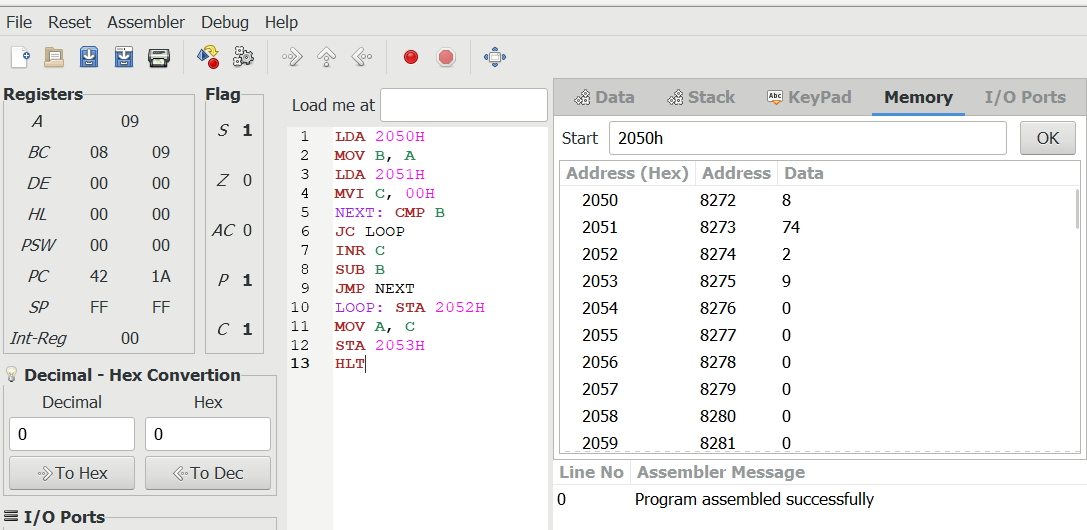 File Reset Assembler Debug Help
Registers
A 09
BC 08 09
DE 00 00
HL 00 00
PSW 00 00
PC 42 1A
SP FF FF
Int-Reg 00
Flag
S 1
Z 0
AC 0
P 1
C 1
Decimal - Hex Convertion
Decimal Hex
0 0
To Hex To Dec
I/O Ports
Load me at
1 LDA 2050H
2 MOV B, A
3 LDA 2051H
4 MVI C, 00H
5 NEXT: CMP B
6 JC LOOP
7 INR C
8 SUB B
9 JMP NEXT
10 LOOP: STA 2052H
11 MOV A, C
12 STA 2053H
13 HLT
Data Stack Abc KeyPad Memory I/O Ports
Start 2050h OK
Address (Hex) Address Data
2050 8272 8
2051 8273 74
2052 8274 2
2053 8275 9
2054 8276 0
2055 8277 0
2056 8278 0
2057 8279 0
2058 8280 0
2059 8281 0
Line No Assembler Message
0 Program assembled successfully